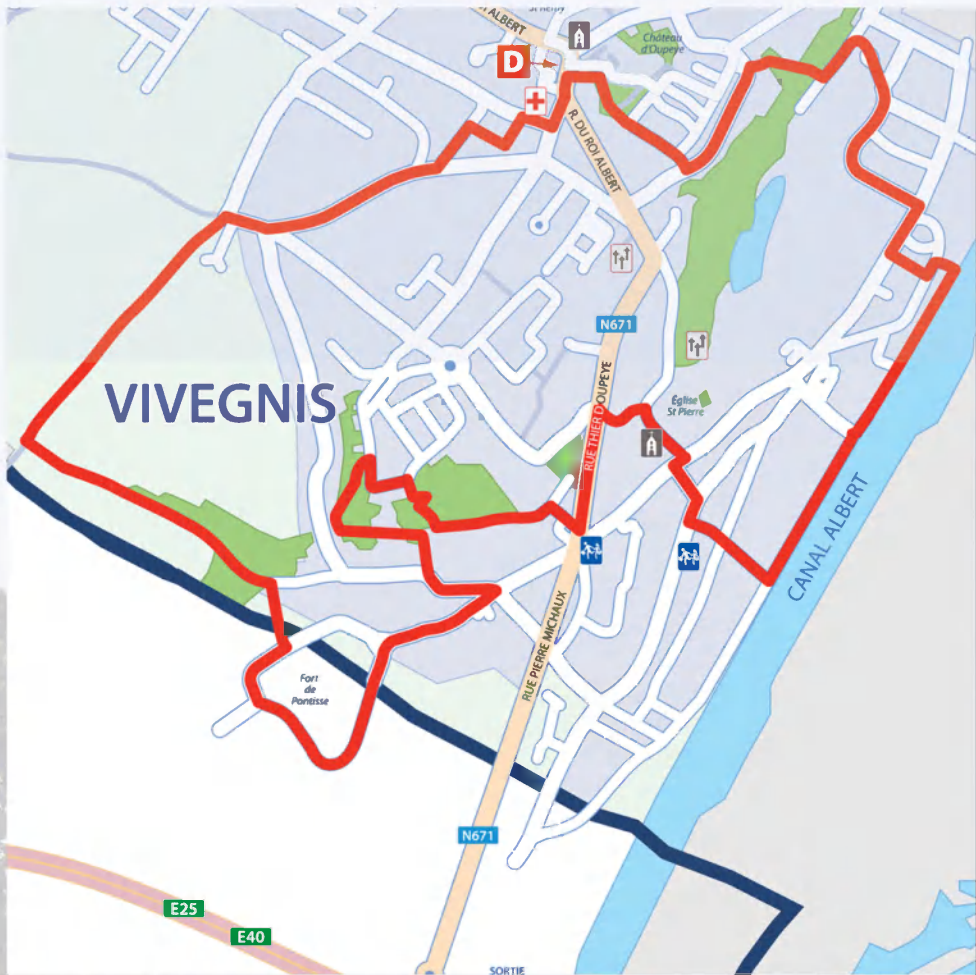 ALBERT
Château
d'Oupeye
D
R. DU ROI ALBERT
N671
RUE THIER D'OUPEYE
VIVEGNIS
Église
St Pierre
CANAL ALBERT
RUE PIERRE MICHAUX
Fort
de
Pontisse
N671
E25
E40
SORTIE